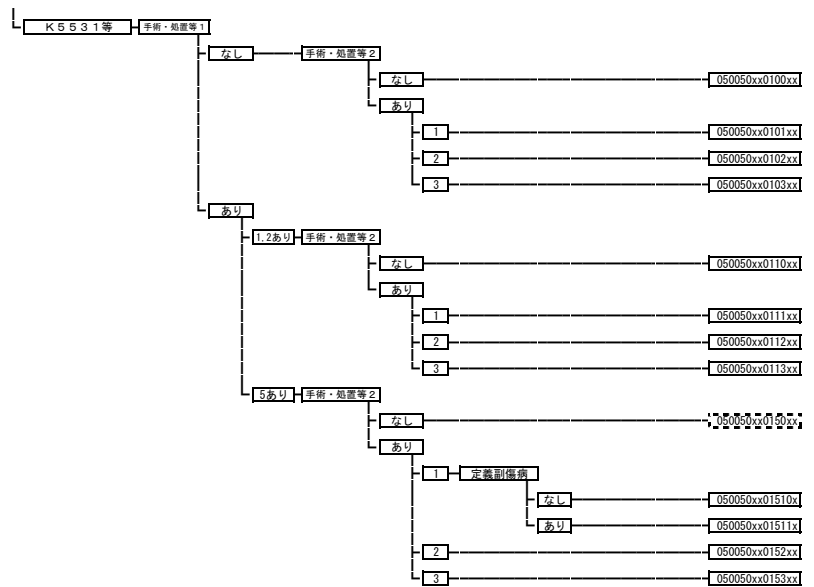 K5531等 手術・処置等1
なし 手術・処置等2
なし 050050xx0100xx
あり
1 050050xx0101xx
2 050050xx0102xx
3 050050xx0103xx
あり
1,2あり 手術・処置等2
なし 050050xx0110xx
あり
1 050050xx0111xx
2 050050xx0112xx
3 050050xx0113xx
5あり 手術・処置等2
なし 050050xx0150xx
あり
1 定義副傷病
なし 050050xx01510x
あり 050050xx01511x
2 050050xx0152xx
3 050050xx0153xx